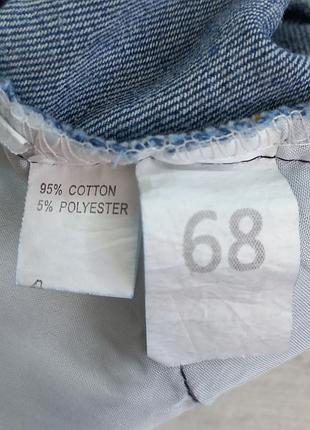 95% COTTON
5% POLYESTER
68